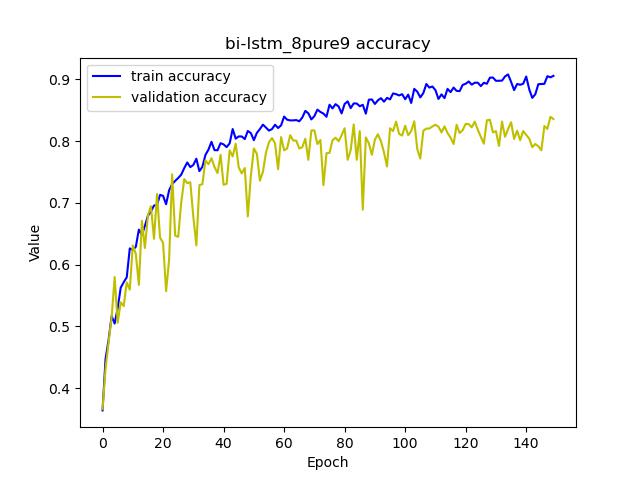 bi-lstm_8pure9 accuracy
train accuracy
validation accuracy
0.9
0.8
0.7
0.6
0.5
0.4
Value
0 20 40 60 80 100 120 140
Epoch